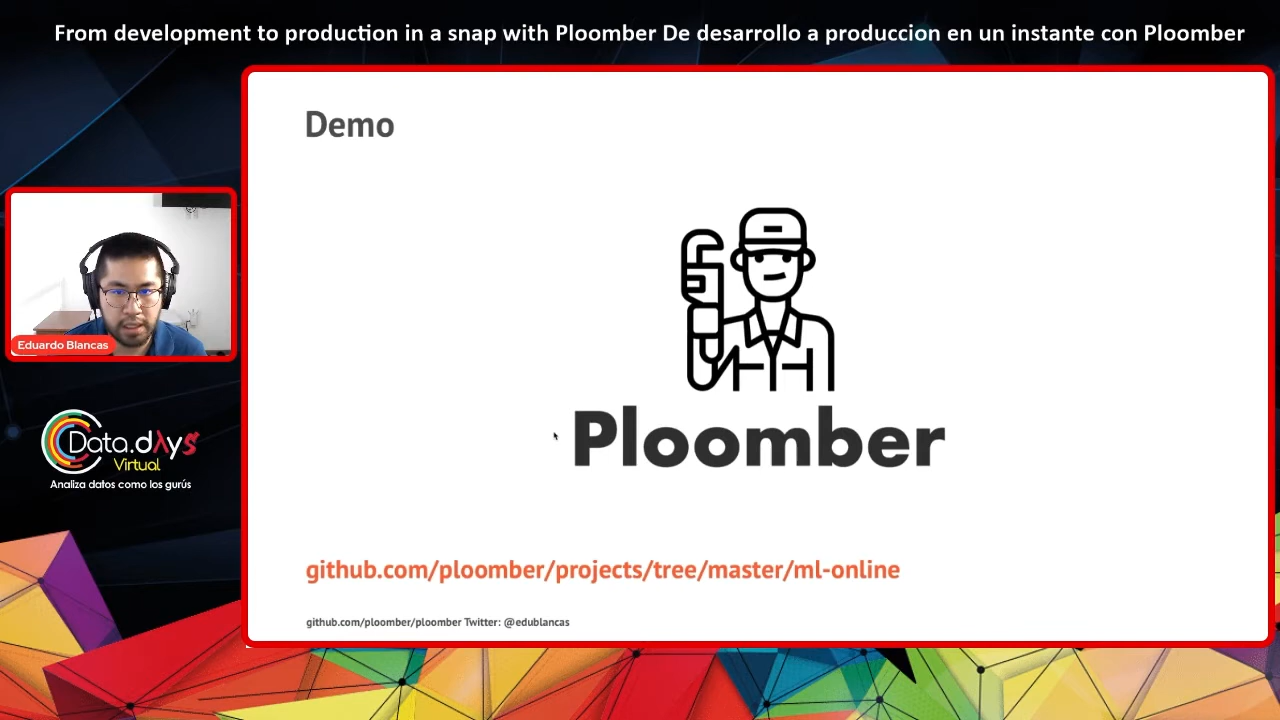 From development to production in a snap with Ploomber De desarrollo a produccion en un instante con Ploomber
Demo
Eduardo Blancas
Data.dλys
Virtual
Analiza datos como los gurús
Ploomber
github.com/ploomber/projects/tree/master/ml-online
github.com/ploomber/ploomber Twitter: @edublancas